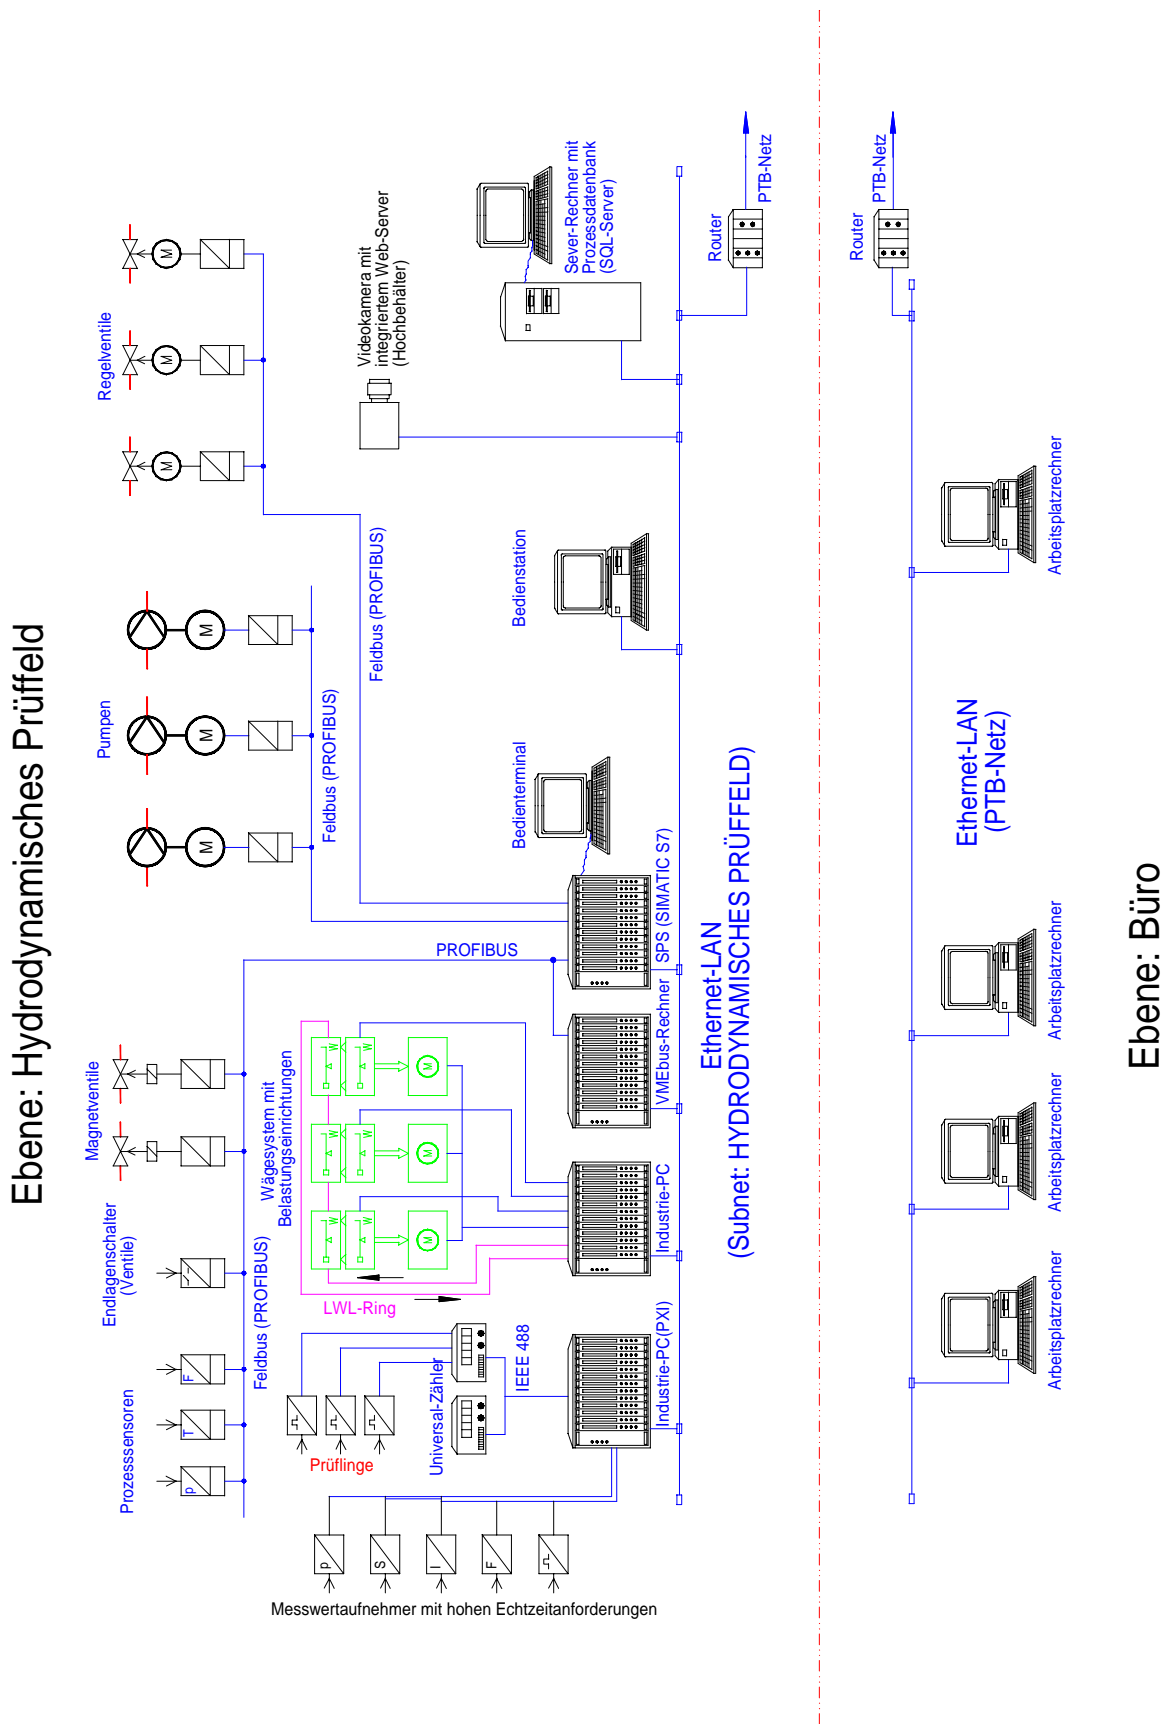 Ebene: Hydrodynamisches Prüffeld
Prozesssensoren
p
T
F
Endlagenschalter
(Ventile)
Magnetventile
Pumpen
M
M
M
Regelventile
M
M
M
Feldbus (PROFIBUS)
Feldbus (PROFIBUS)
Feldbus (PROFIBUS)
PROFIBUS
Wägesystem mit
Belastungseinrichtungen
W
W
M
W
W
M
W
W
M
LWL-Ring
Prüflinge
Universal-Zähler
IEEE 488
Messwertaufnehmer mit hohen Echtzeitanforderungen
p
S
I
F
Videokamera mit
integriertem Web-Server
(Hochbehälter)
Bedienterminal
Bedienstation
Sever-Rechner mit
Prozessdatenbank
(SQL-Server)
Industrie-PC(PXI)
Industrie-PC
VMEbus-Rechner
SPS (SIMATIC S7)
Ethernet-LAN
(Subnet: HYDRODYNAMISCHES PRÜFFELD)
Router
PTB-Netz
Router
PTB-Netz
Ethernet-LAN
(PTB-Netz)
Arbeitsplatzrechner
Arbeitsplatzrechner
Arbeitsplatzrechner
Arbeitsplatzrechner
Ebene: Büro